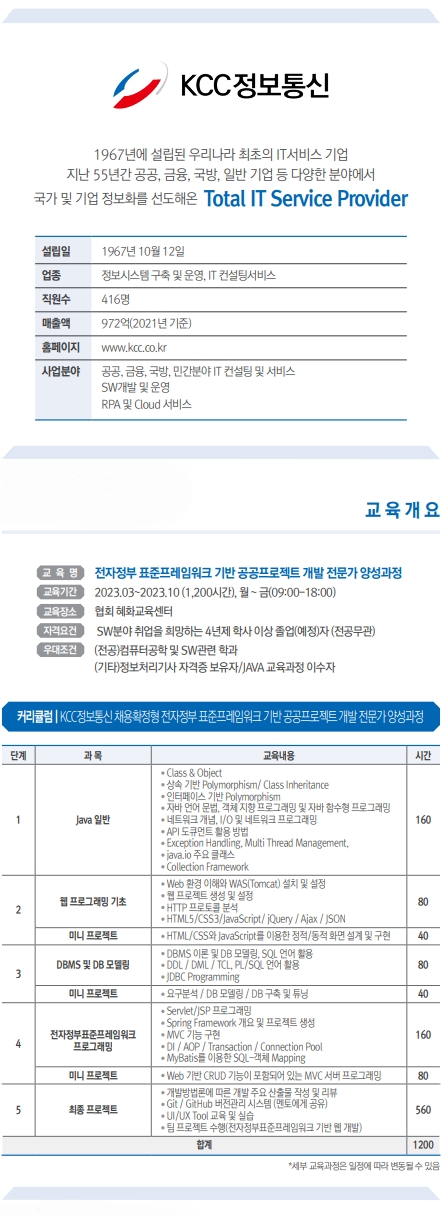 KCC정보통신
1967년에 설립된 우리나라 최초의 IT서비스 기업
지난 55년간 공공, 금융, 국방, 일반 기업 등 다양한 분야에서
국가 및 기업 정보화를 선도해온 Total IT Service Provider
설립일 1967년 10월 12일
업종 정보시스템 구축 및 운영, IT 컨설팅서비스
직원수 416명
매출액 972억(2021년 기준)
홈페이지 www.kcc.co.kr
사업분야 공공, 금융, 국방, 민간분야 IT 컨설팅 및 서비스
SW개발 및 운영
RPA 및 Cloud 서비스
교육개요
교 육 명 전자정부 표준프레임워크 기반 공공프로젝트 개발 전문가 양성과정
교육기간 2023.03~2023.10 (1,200시간), 월 ~ 금(09:00-18:00)
교육장소 협회 혜화교육센터
자격요건 SW분야 취업을 희망하는 4년제 학사 이상 졸업(예정)자 (전공무관)
우대조건 (전공)컴퓨터공학 및 SW관련 학과
(기타)정보처리기사 자격증 보유자/JAVA 교육과정 이수자
커리큘럼 | KCC정보통신 채용확정형 전자정부 표준프레임워크 기반 공공프로젝트 개발 전문가 양성과정
단계 과 목 교육내용 시간
1 Java 일반 160
• Class & Object
• 상속 기반 Polymorphism/ Class Inheritance
• 인터페이스 기반 Polymorphism
• 자바 언어 문법, 객체 지향 프로그래밍 및 자바 함수형 프로그래밍
• 네트워크 개념, I/O 및 네트워크 프로그래밍
• API 도큐먼트 활용 방법
• Exception Handling, Multi Thread Management,
• java.io 주요 클래스
• Collection Framework
2 웹 프로그래밍 기초 80
• Web 환경 이해와 WAS(Tomcat) 설치 및 설정
• 웹 프로젝트 생성 및 설정
• HTTP 프로토콜 분석
• HTML5/CSS3/JavaScript/ jQuery / Ajax / JSON
미니 프로젝트 • HTML/CSS와 JavaScript를 이용한 정적/동적 화면 설계 및 구현 40
3 DBMS 및 DB 모델링 80
• DBMS 이론 및 DB 모델링, SQL 언어 활용
• DDL / DML / TCL, PL/SQL 언어 활용
• JDBC Programming
미니 프로젝트 • 요구분석 / DB 모델링 / DB 구축 및 튜닝 40
4 전자정부표준프레임워크 프로그래밍 160
• Servlet/JSP 프로그래밍
• Spring Framework 개요 및 프로젝트 생성
• MVC 기능 구현
• DI / AOP / Transaction / Connection Pool
• MyBatis를 이용한 SQL-객체 Mapping
미니 프로젝트 • Web 기반 CRUD 기능이 포함되어 있는 MVC 서버 프로그래밍 80
5 최종 프로젝트 560
• 개발방법론에 따른 개발 주요 산출물 작성 및 리뷰
• Git / GitHub 버전관리 시스템 (멘토에게 공유)
• UI/UX Tool 교육 및 실습
• 팀 프로젝트 수행(전자정부표준프레임워크 기반 웹 개발)
합계 1200
*세부 교육과정은 일정에 따라 변동될 수 있음